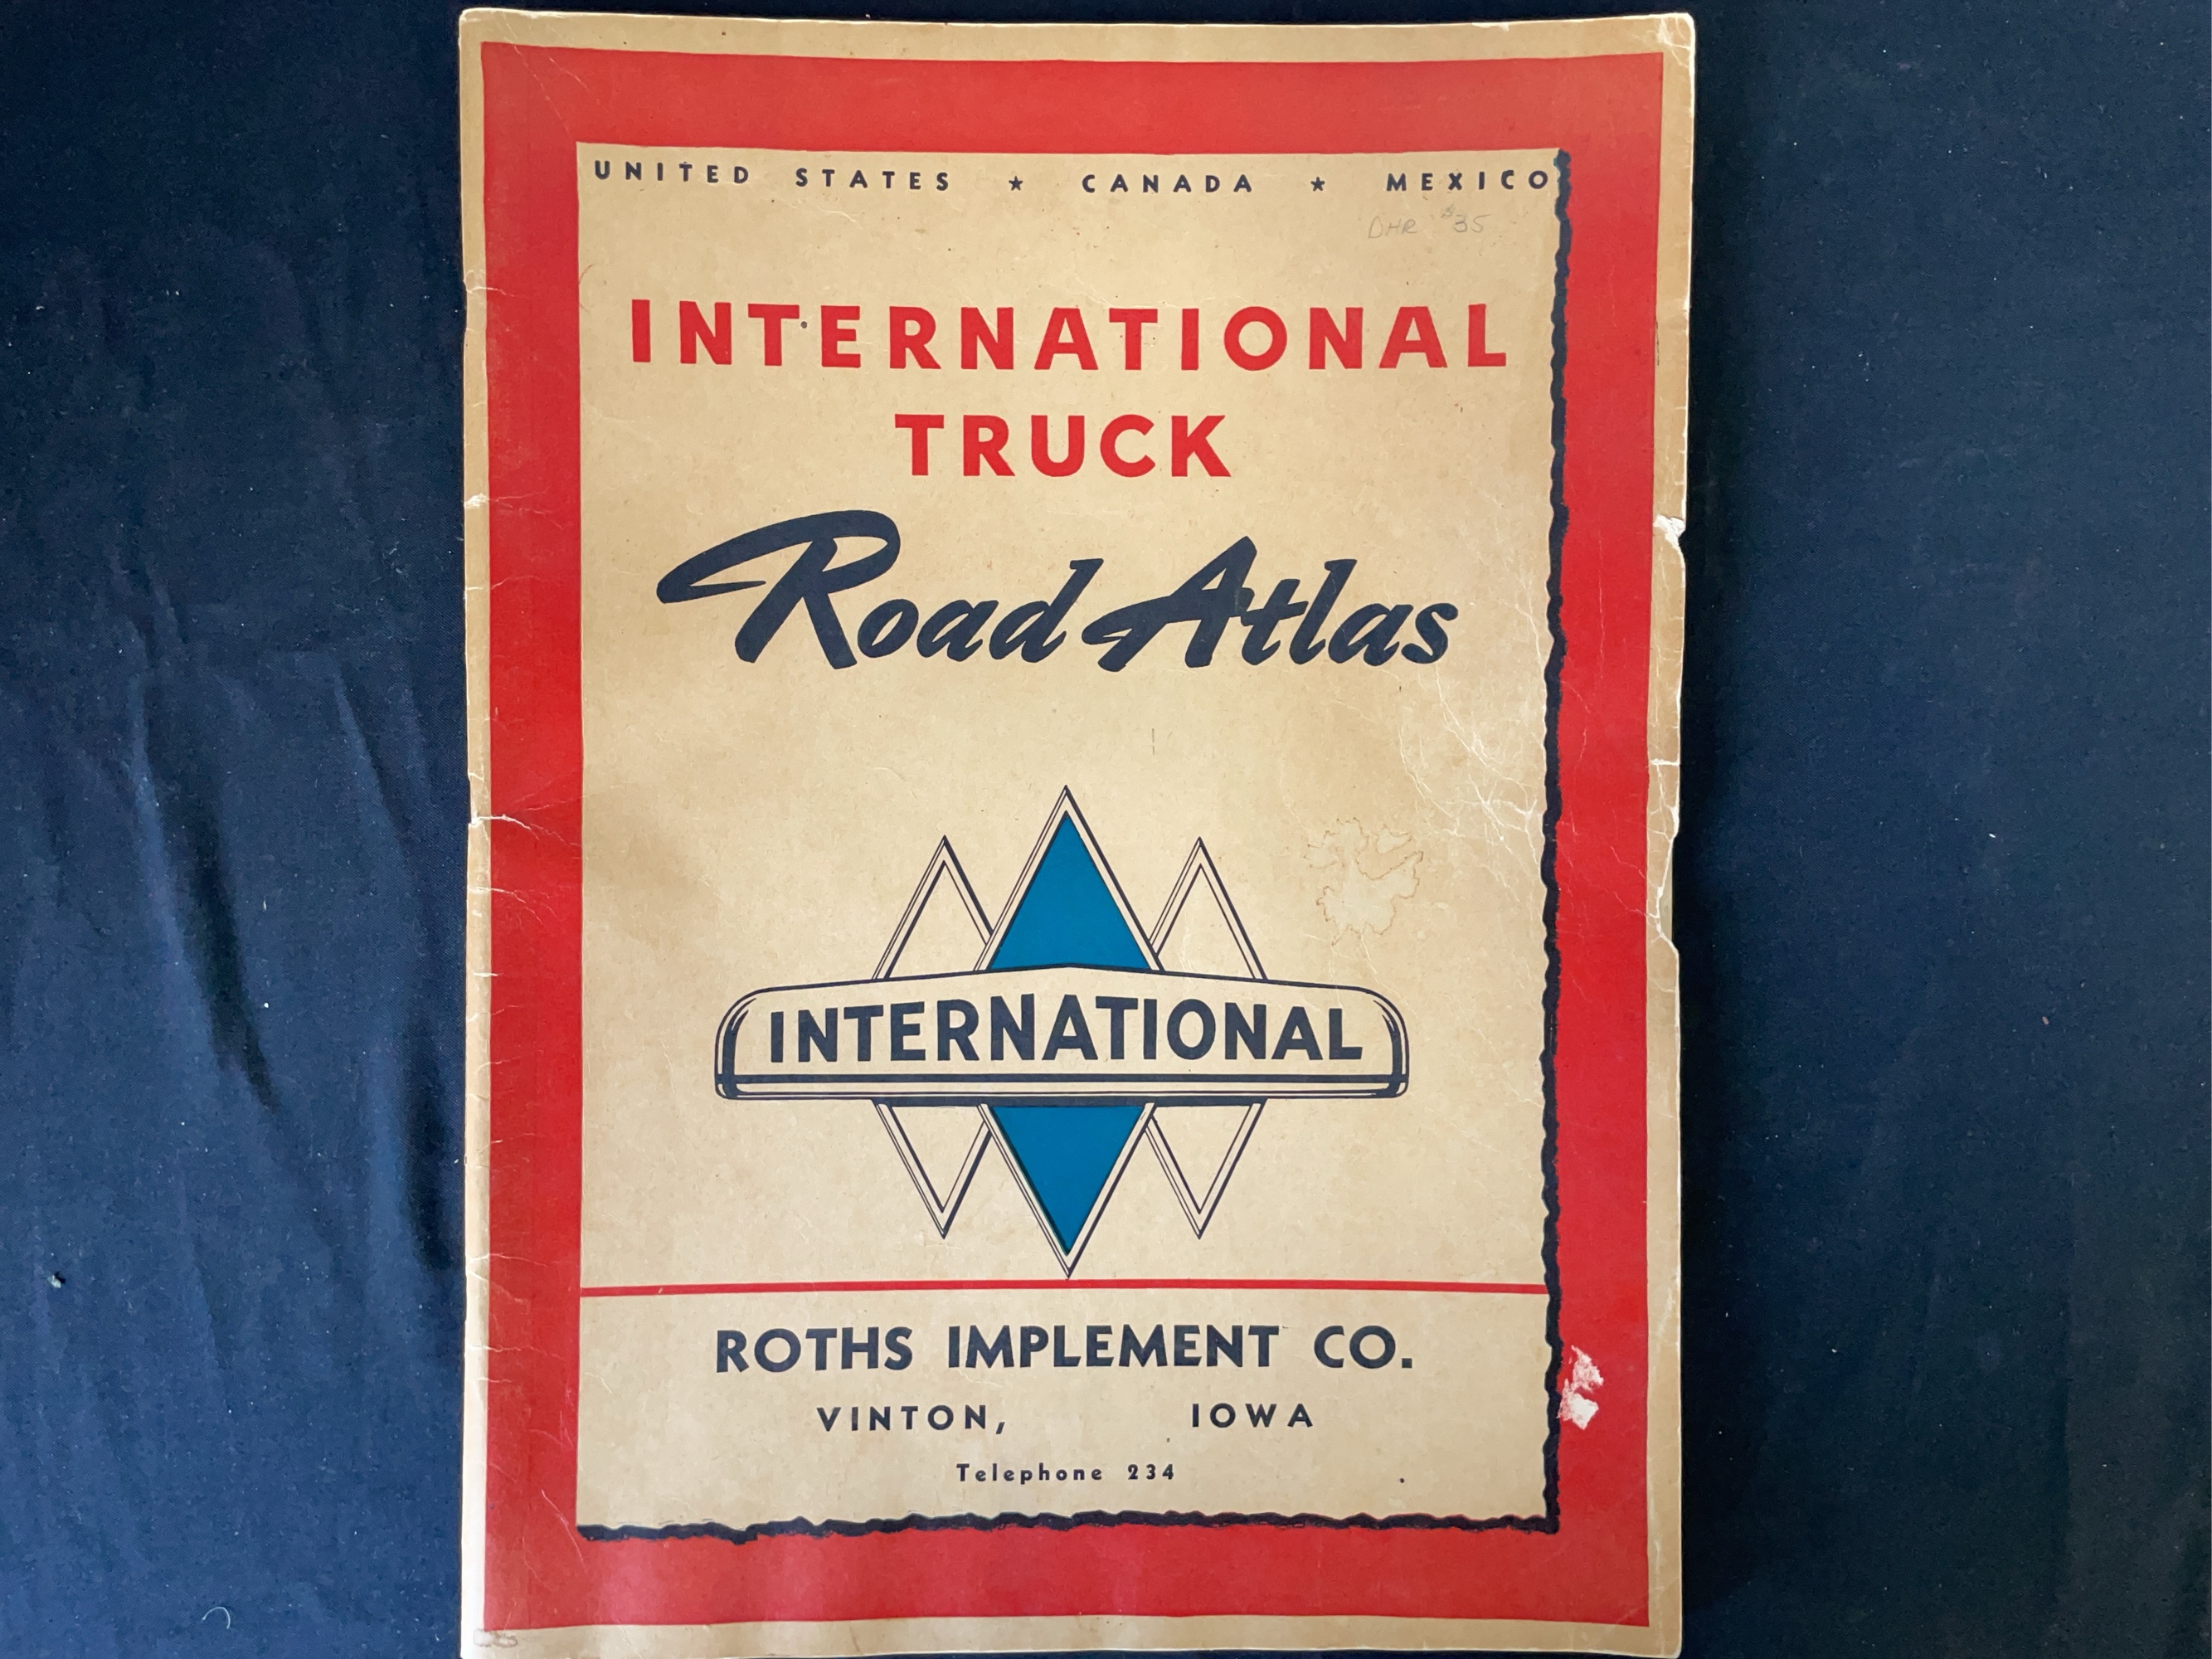 UNITED STATES ★ CANADA ★ MEXICO
DHR $35
INTERNATIONAL
TRUCK
Road Atlas
INTERNATIONAL
ROTHS IMPLEMENT CO.
VINTON, IOWA
Telephone 234